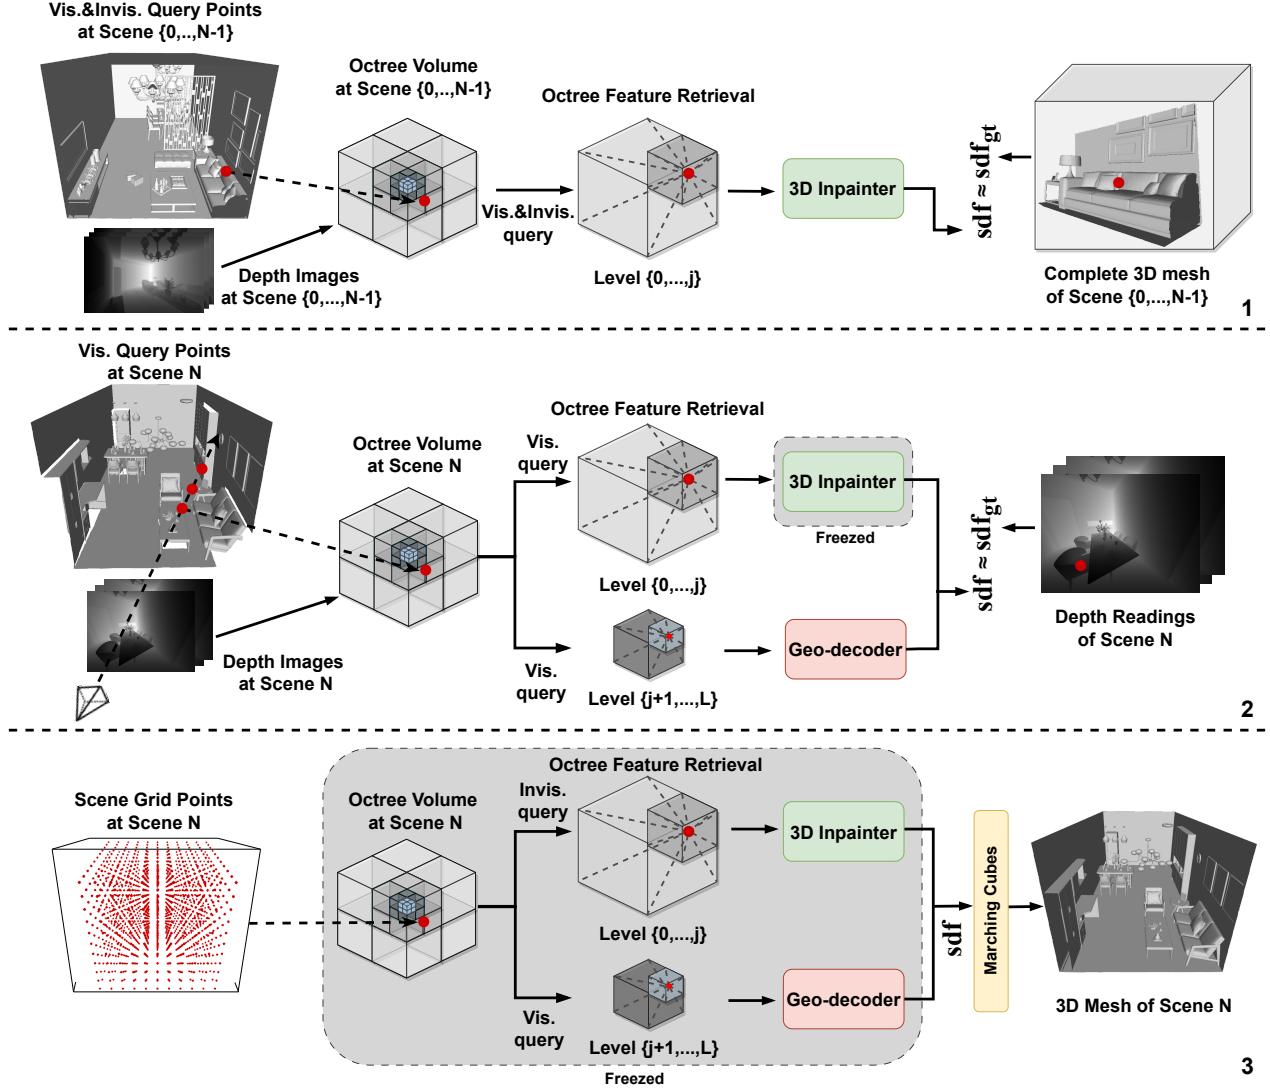 Vis.&Invis. Query Points
at Scene {0,..,N-1}
Octree Volume
at Scene {0,..,N-1}
Octree Feature Retrieval
Vis.&Invis.
query
3D Inpainter
sdf ≈ sdfgt
Depth Images
at Scene {0,...,N-1}
Level {0,...,j}
Complete 3D mesh
of Scene {0,...,N-1}
1
Vis. Query Points
at Scene N
Octree Volume
at Scene N
Octree Feature Retrieval
Vis.
query
3D Inpainter
Freezed
sdf ≈ sdfgt
Level {0,...,j}
Depth Images
at Scene N
Vis.
query
Geo-decoder
Level {j+1,...,L}
Depth Readings
of Scene N
2
Scene Grid Points
at Scene N
Octree Volume
at Scene N
Octree Feature Retrieval
Invis.
query
3D Inpainter
Level {0,...,j}
Vis.
query
Geo-decoder
Level {j+1,...,L}
Freezed
sdf
Marching Cubes
3D Mesh of Scene N
3